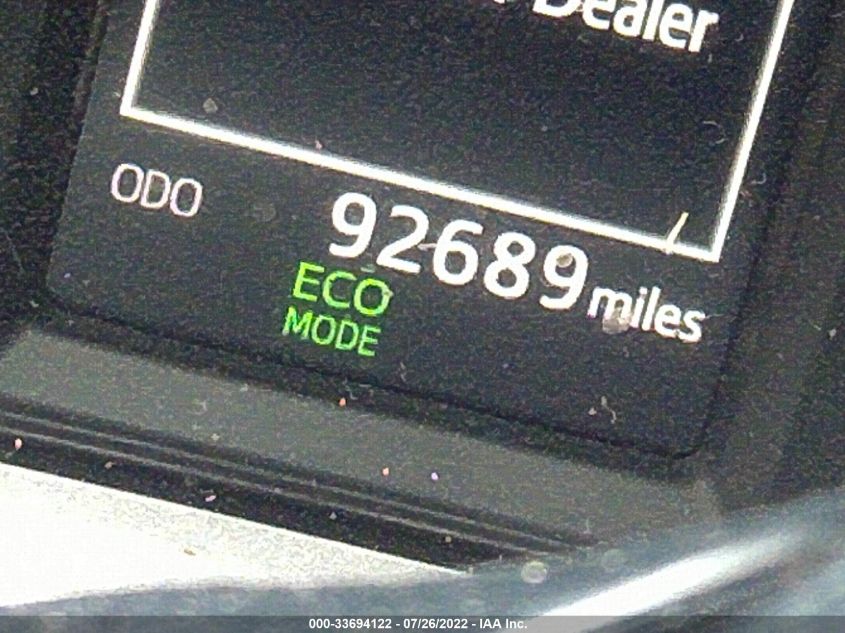 Dealer
ODO
92689 miles
ECO
MODE
000-33694122 - 07/26/2022 - IAA Inc.